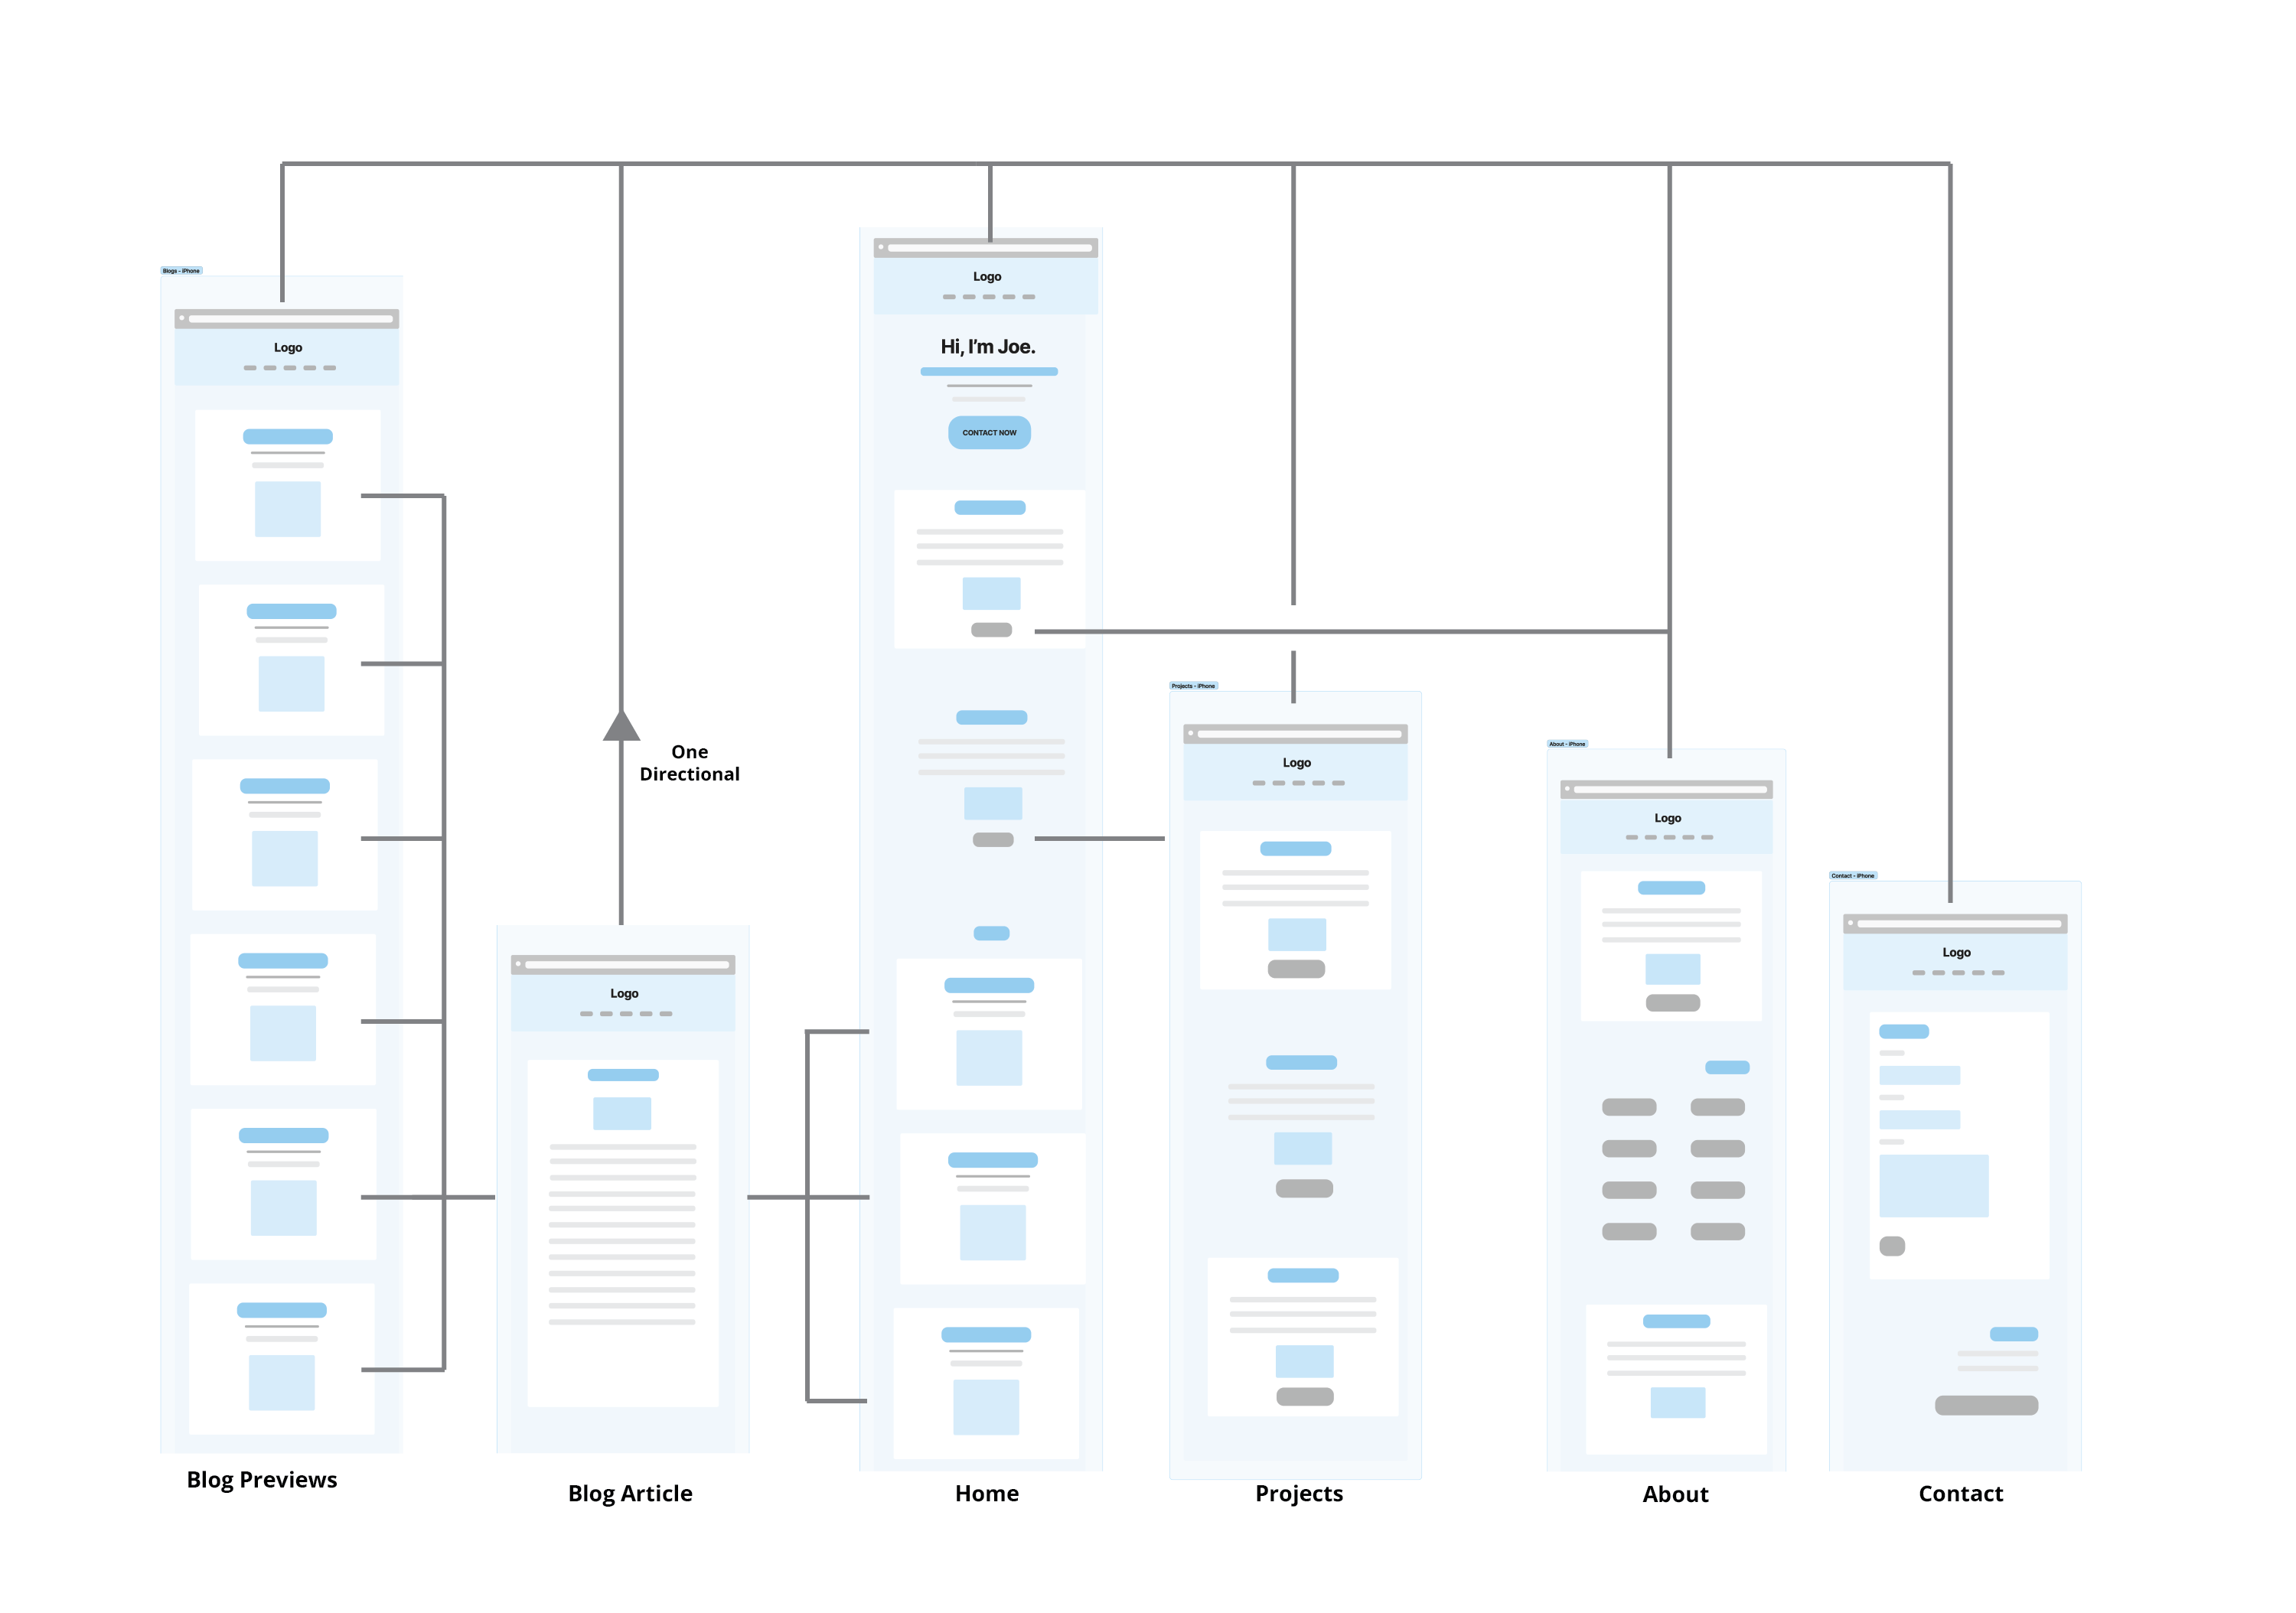 Blogs - iPhone
Logo
Logo
Hi, I'm Joe.
CONTACT NOW
One
Directional
Projects - iPhone
Logo
About - iPhone
Logo
Contact - iPhone
Logo
Logo
Blog Previews
Blog Article
Home
Projects
About
Contact